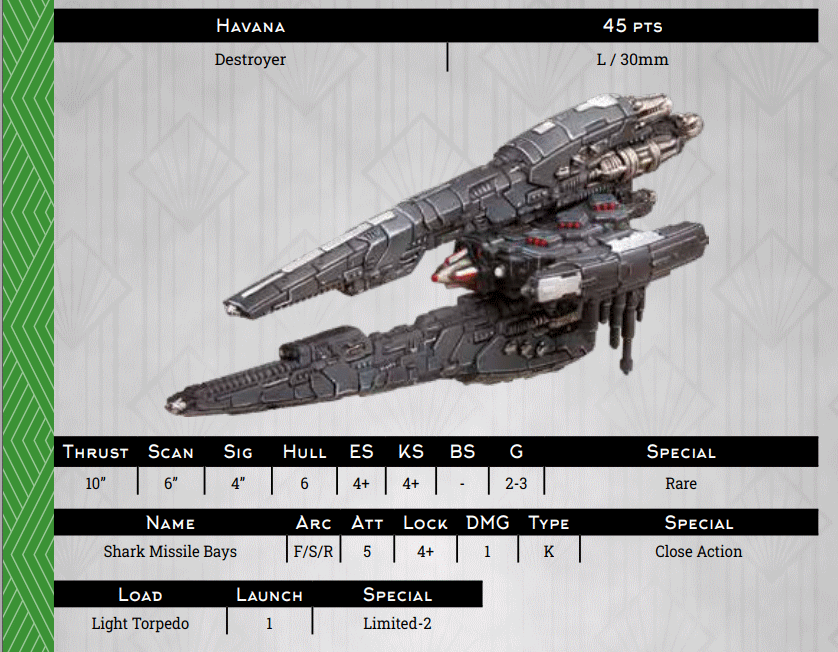 Havana 45 pts
Destroyer L / 30mm
Thrust Scan Sig Hull ES KS BS G Special
10” 6” 4” 6 4+ 4+ - 2-3 Rare
Name Arc Att Lock DMG Type Special
Shark Missile Bays F/S/R 5 4+ 1 K Close Action
Load Launch Special
Light Torpedo 1 Limited-2